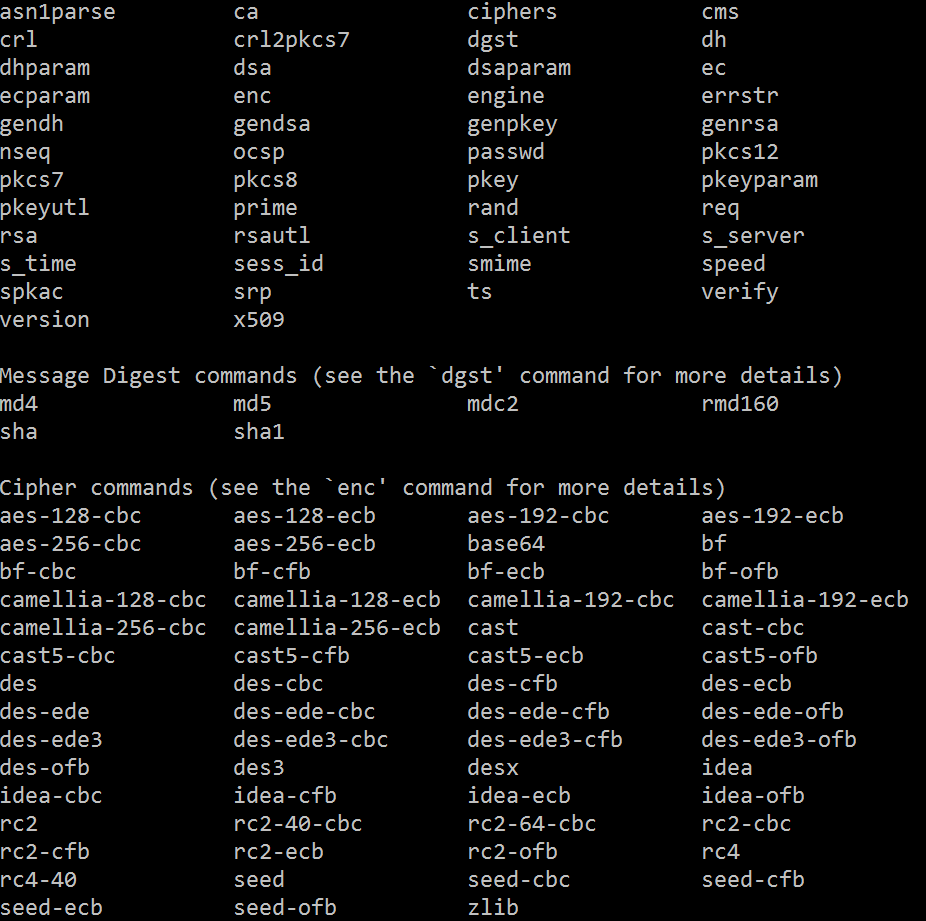 asn1parse ca ciphers cms
crl crl2pkcs7 dgst dh
dhparam dsa dsaparam ec
ecparam enc engine errstr
gendh gendsa genpkey genrsa
nseq ocsp passwd pkcs12
pkcs7 pkcs8 pkey pkeyparam
pkeyutl prime rand req
rsa rsautl s_client s_server
s_time sess_id smime speed
spkac srp ts verify
version x509
Message Digest commands (see the `dgst' command for more details)
md4 md5 mdc2 rmd160
sha sha1
Cipher commands (see the `enc' command for more details)
aes-128-cbc aes-128-ecb aes-192-cbc aes-192-ecb
aes-256-cbc aes-256-ecb base64 bf
bf-cbc bf-cfb bf-ecb bf-ofb
camellia-128-cbc camellia-128-ecb camellia-192-cbc camellia-192-ecb
camellia-256-cbc camellia-256-ecb cast cast-cbc
cast5-cbc cast5-cfb cast5-ecb cast5-ofb
des des-cbc des-cfb des-ecb
des-ede des-ede-cbc des-ede-cfb des-ede-ofb
des-ede3 des-ede3-cbc des-ede3-cfb des-ede3-ofb
des-ofb des3 desx idea
idea-cbc idea-cfb idea-ecb idea-ofb
rc2 rc2-40-cbc rc2-64-cbc rc2-cbc
rc2-cfb rc2-ecb rc2-ofb rc4
rc4-40 seed seed-cbc seed-cfb
seed-ecb seed-ofb zlib